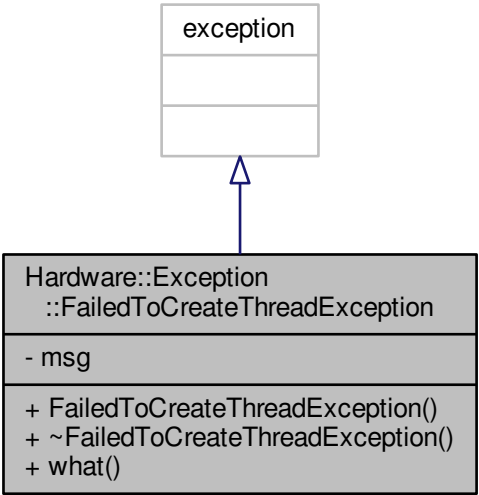 exception
Hardware::Exception
::FailedToCreateThreadException
- msg
+ FailedToCreateThreadException()
+ ~FailedToCreateThreadException()
+ what()